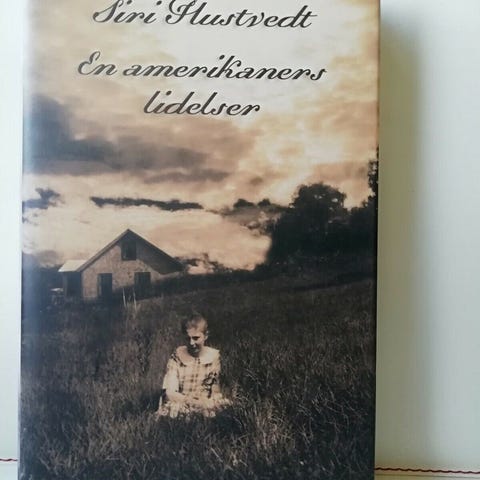 Siri Hustvedt
En amerikaners
lidelser